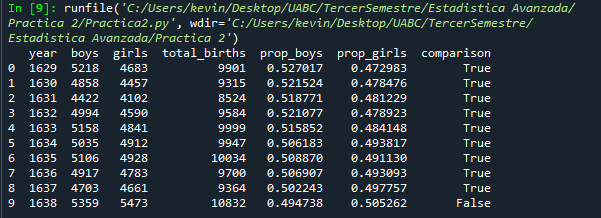 In [9]: runfile('C:/Users/kevin/Desktop/UABC/TercerSemestre/Estadistica Avanzada/
Practica 2/Practica2.py', wdir='C:/Users/kevin/Desktop/UABC/TercerSemestre/
Estadistica Avanzada/Practica 2')
year boys girls total_births prop_boys prop_girls comparison
0 1629 5218 4683 9901 0.527017 0.472983 True
1 1630 4858 4457 9315 0.521524 0.478476 True
2 1631 4422 4102 8524 0.518771 0.481229 True
3 1632 4994 4590 9584 0.521077 0.478923 True
4 1633 5158 4841 9999 0.515852 0.484148 True
5 1634 5035 4912 9947 0.506183 0.493817 True
6 1635 5106 4928 10034 0.508870 0.491130 True
7 1636 4917 4783 9700 0.506907 0.493093 True
8 1637 4703 4661 9364 0.502243 0.497757 True
9 1638 5359 5473 10832 0.494738 0.505262 False